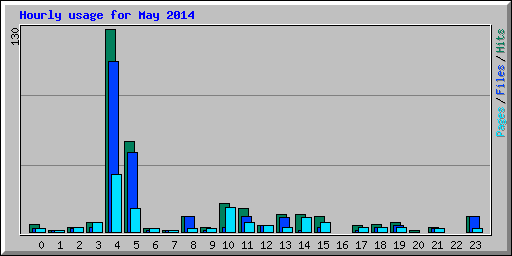 Hourly usage for May 2014
130
Pages/Files/Hits
0 1 2 3 4 5 6 7 8 9 10 11 12 13 14 15 16 17 18 19 20 21 22 23